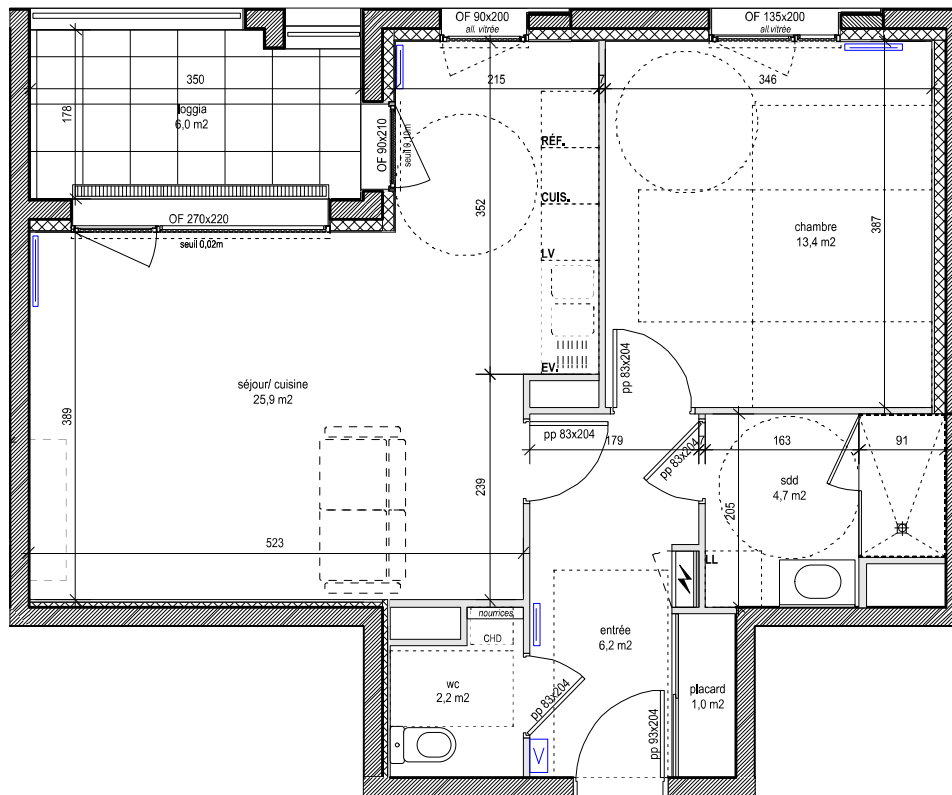 OF 90x200
all. vitrée
OF 135x200
all.vitrée
350
215
7
346
178
loggia
6,0 m2
OF 90x210
seuil 0,10m
RÉF.
CUIS.
352
387
OF 270x220
seuil 0,02m
LV
chambre
13,4 m2
EV.
pp 83x204
séjour/ cuisine
25,9 m2
389
pp 83x204
179
7
163
91
pp 83x204
sdd
4,7 m2
239
205
523
LL
nourrices
CHD
entrée
6,2 m2
wc
2,2 m2
pp 83x204
placard
1,0 m2
pp 93x204
V